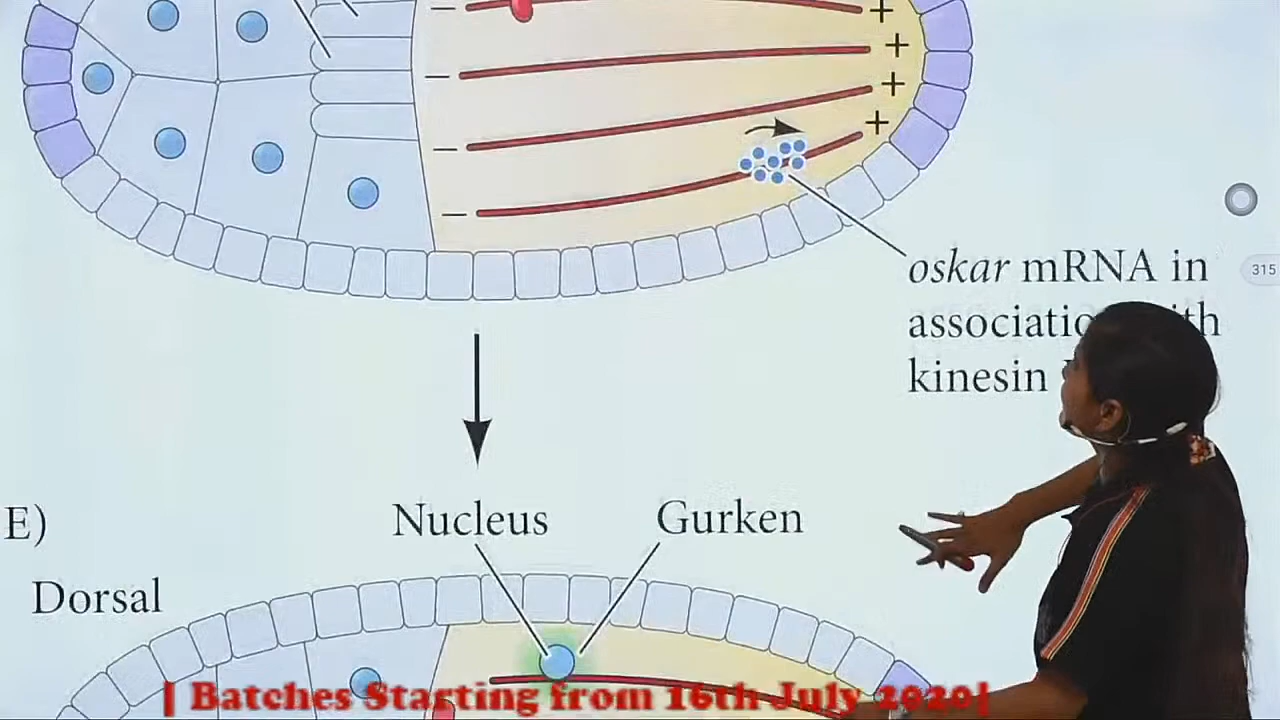 − +
− +
− +
− +
oskar mRNA in
association with
kinesin
E)
Nucleus Gurken
Dorsal
315
| Batches Starting from 16th July 2020|